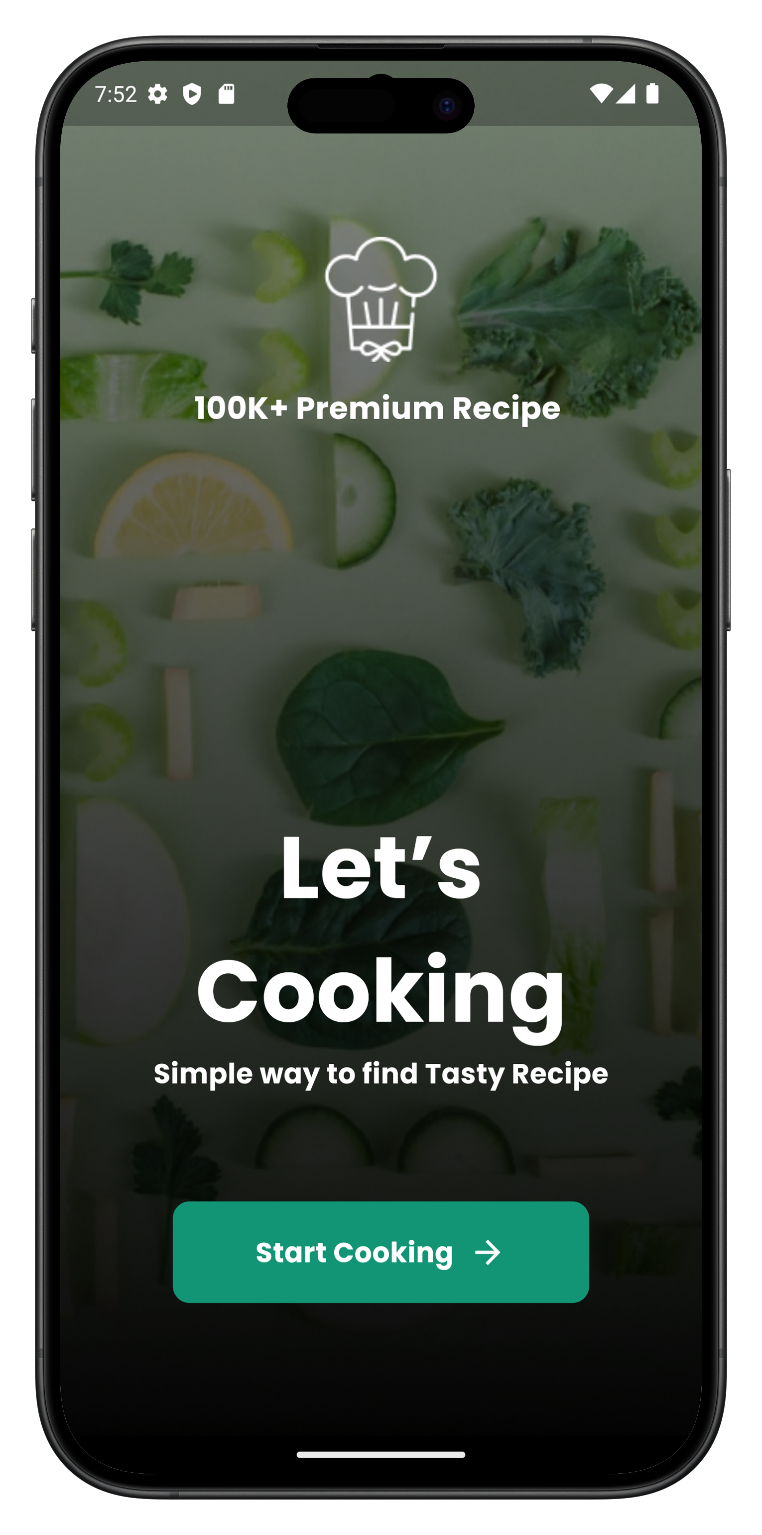 7:52
100K+ Premium Recipe
Let’s
Cooking
Simple way to find Tasty Recipe
Start Cooking →